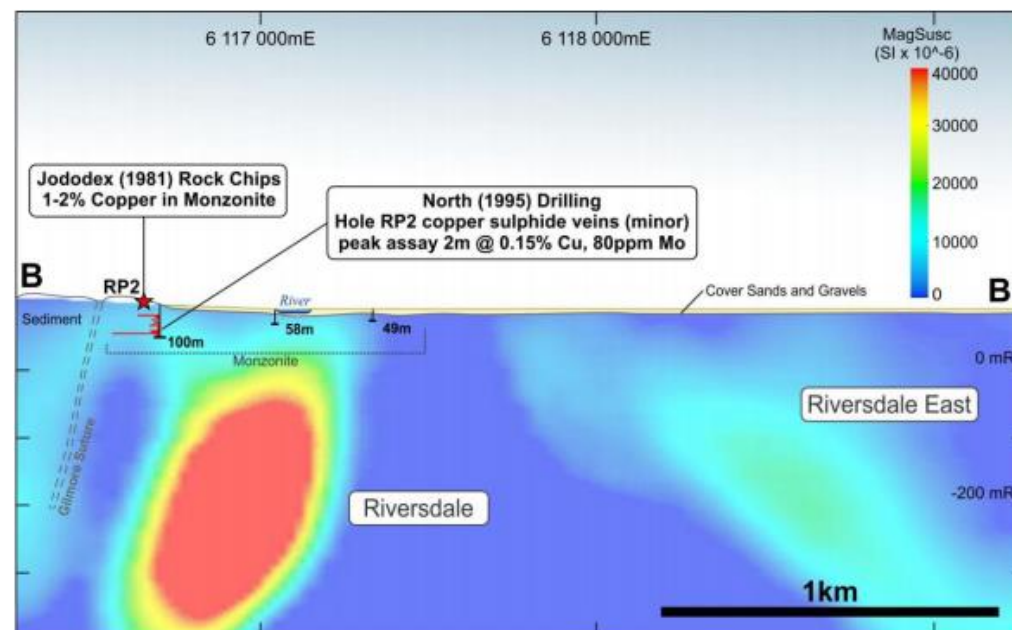 6 117 000mE
6 118 000mE
MagSusc
(SI x 10^-6)
40000
30000
20000
10000
0
Jododex (1981) Rock Chips
1-2% Copper in Monzonite
North (1995) Drilling
Hole RP2 copper sulphide veins (minor)
peak assay 2m @ 0.15% Cu, 80ppm Mo
B
RP2
River
Cover Sands and Gravels
B
Sediment
100m
58m
49m
Monzonite
0 mR
Gilmore Suture
Riversdale East
Riversdale
-200 mR
1km